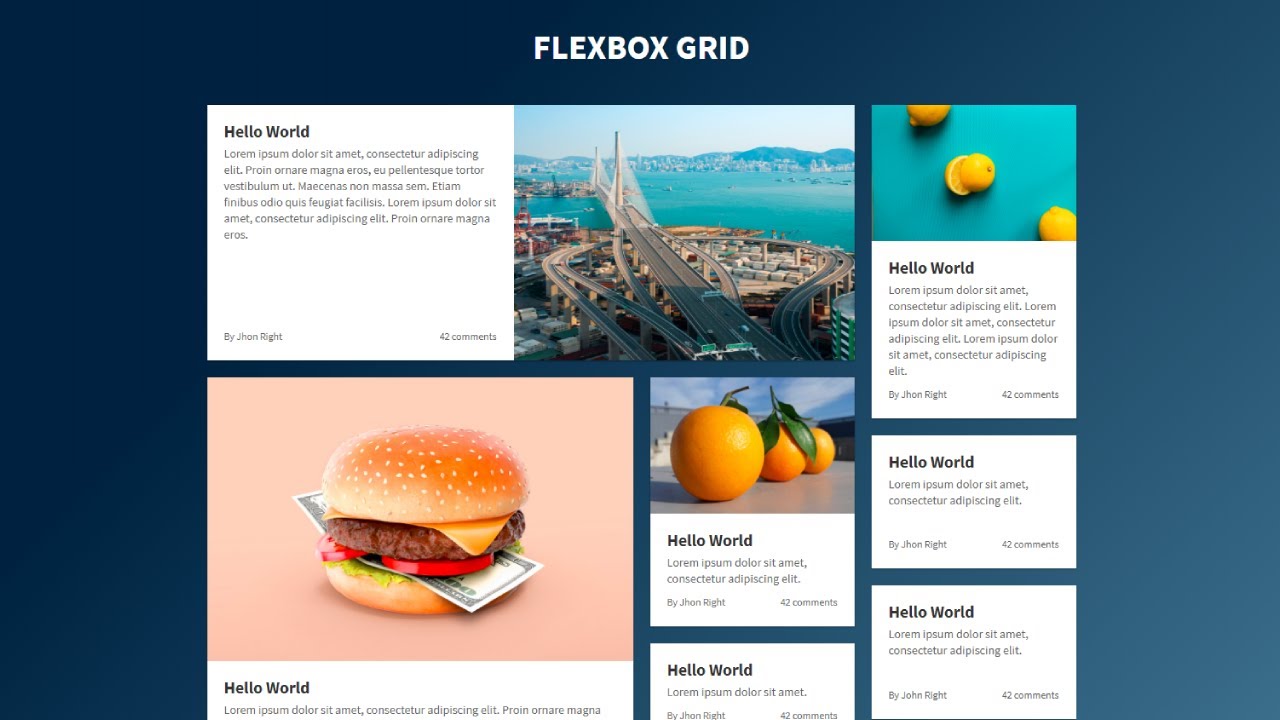 FLEXBOX GRID
Hello World
Lorem ipsum dolor sit amet, consectetur adipiscing
elit. Proin ornare magna eros, eu pellentesque tortor
vestibulum ut. Maecenas non massa sem. Etiam
finibus odio quis feugiat facilisis. Lorem ipsum dolor sit
amet, consectetur adipiscing elit. Proin ornare magna
eros.
By Jhon Right
42 comments
Hello World
Lorem ipsum dolor sit amet,
consectetur adipiscing elit. Lorem
ipsum dolor sit amet, consectetur
adipiscing elit. Lorem ipsum dolor
sit amet, consectetur adipiscing
elit.
By Jhon Right
42 comments
Hello World
Lorem ipsum dolor sit amet, consectetur adipiscing elit. Proin ornare magna
Hello World
Lorem ipsum dolor sit amet,
consectetur adipiscing elit.
By Jhon Right
42 comments
Hello World
Lorem ipsum dolor sit amet.
By Jhon Right
42 comments
Hello World
Lorem ipsum dolor sit amet,
consectetur adipiscing elit.
By Jhon Right
42 comments
Hello World
Lorem ipsum dolor sit amet,
consectetur adipiscing elit.
By John Right
42 comments